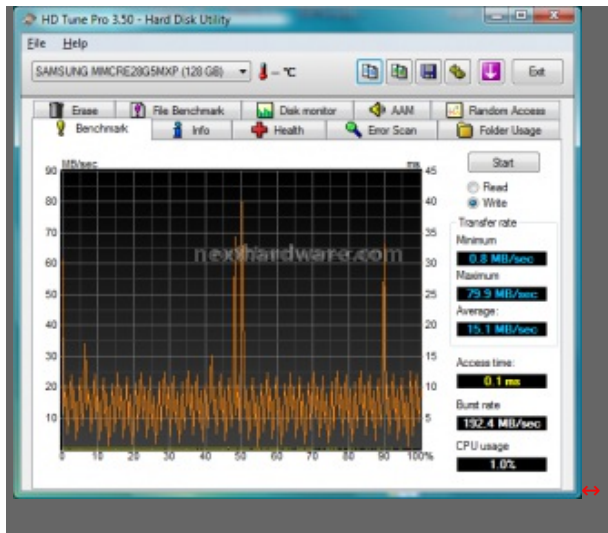 HD Tune Pro 3.50 - Hard Disk Utility
File Help
SAMSUNG MMCRE28G5MXP (128 GB) - °C Exit
Erase File Benchmark Disk monitor AAM Random Access
Benchmark Info Health Error Scan Folder Usage
MB/sec ms
90 45
80 40
70 35
60 30
50 25
40 20
30 15
20 10
10 5
0 10 20 30 40 50 60 70 80 90 100%
nexthardware.com
Start
Read
Write
Transfer rate
Minimum
0.8 MB/sec
Maximum
79.9 MB/sec
Average:
15.1 MB/sec
Access time:
0.1 ms
Burst rate
192.4 MB/sec
CPU usage
1.0%